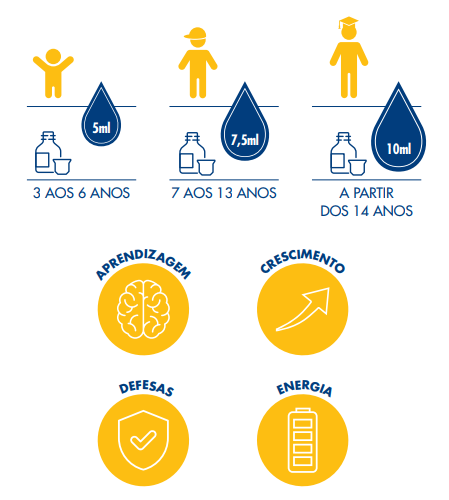 5ml
7,5ml
10ml
3 AOS 6 ANOS
7 AOS 13 ANOS
A PARTIR
DOS 14 ANOS
APRENDIZAGEM
CRESCIMENTO
DEFESAS
ENERGIA